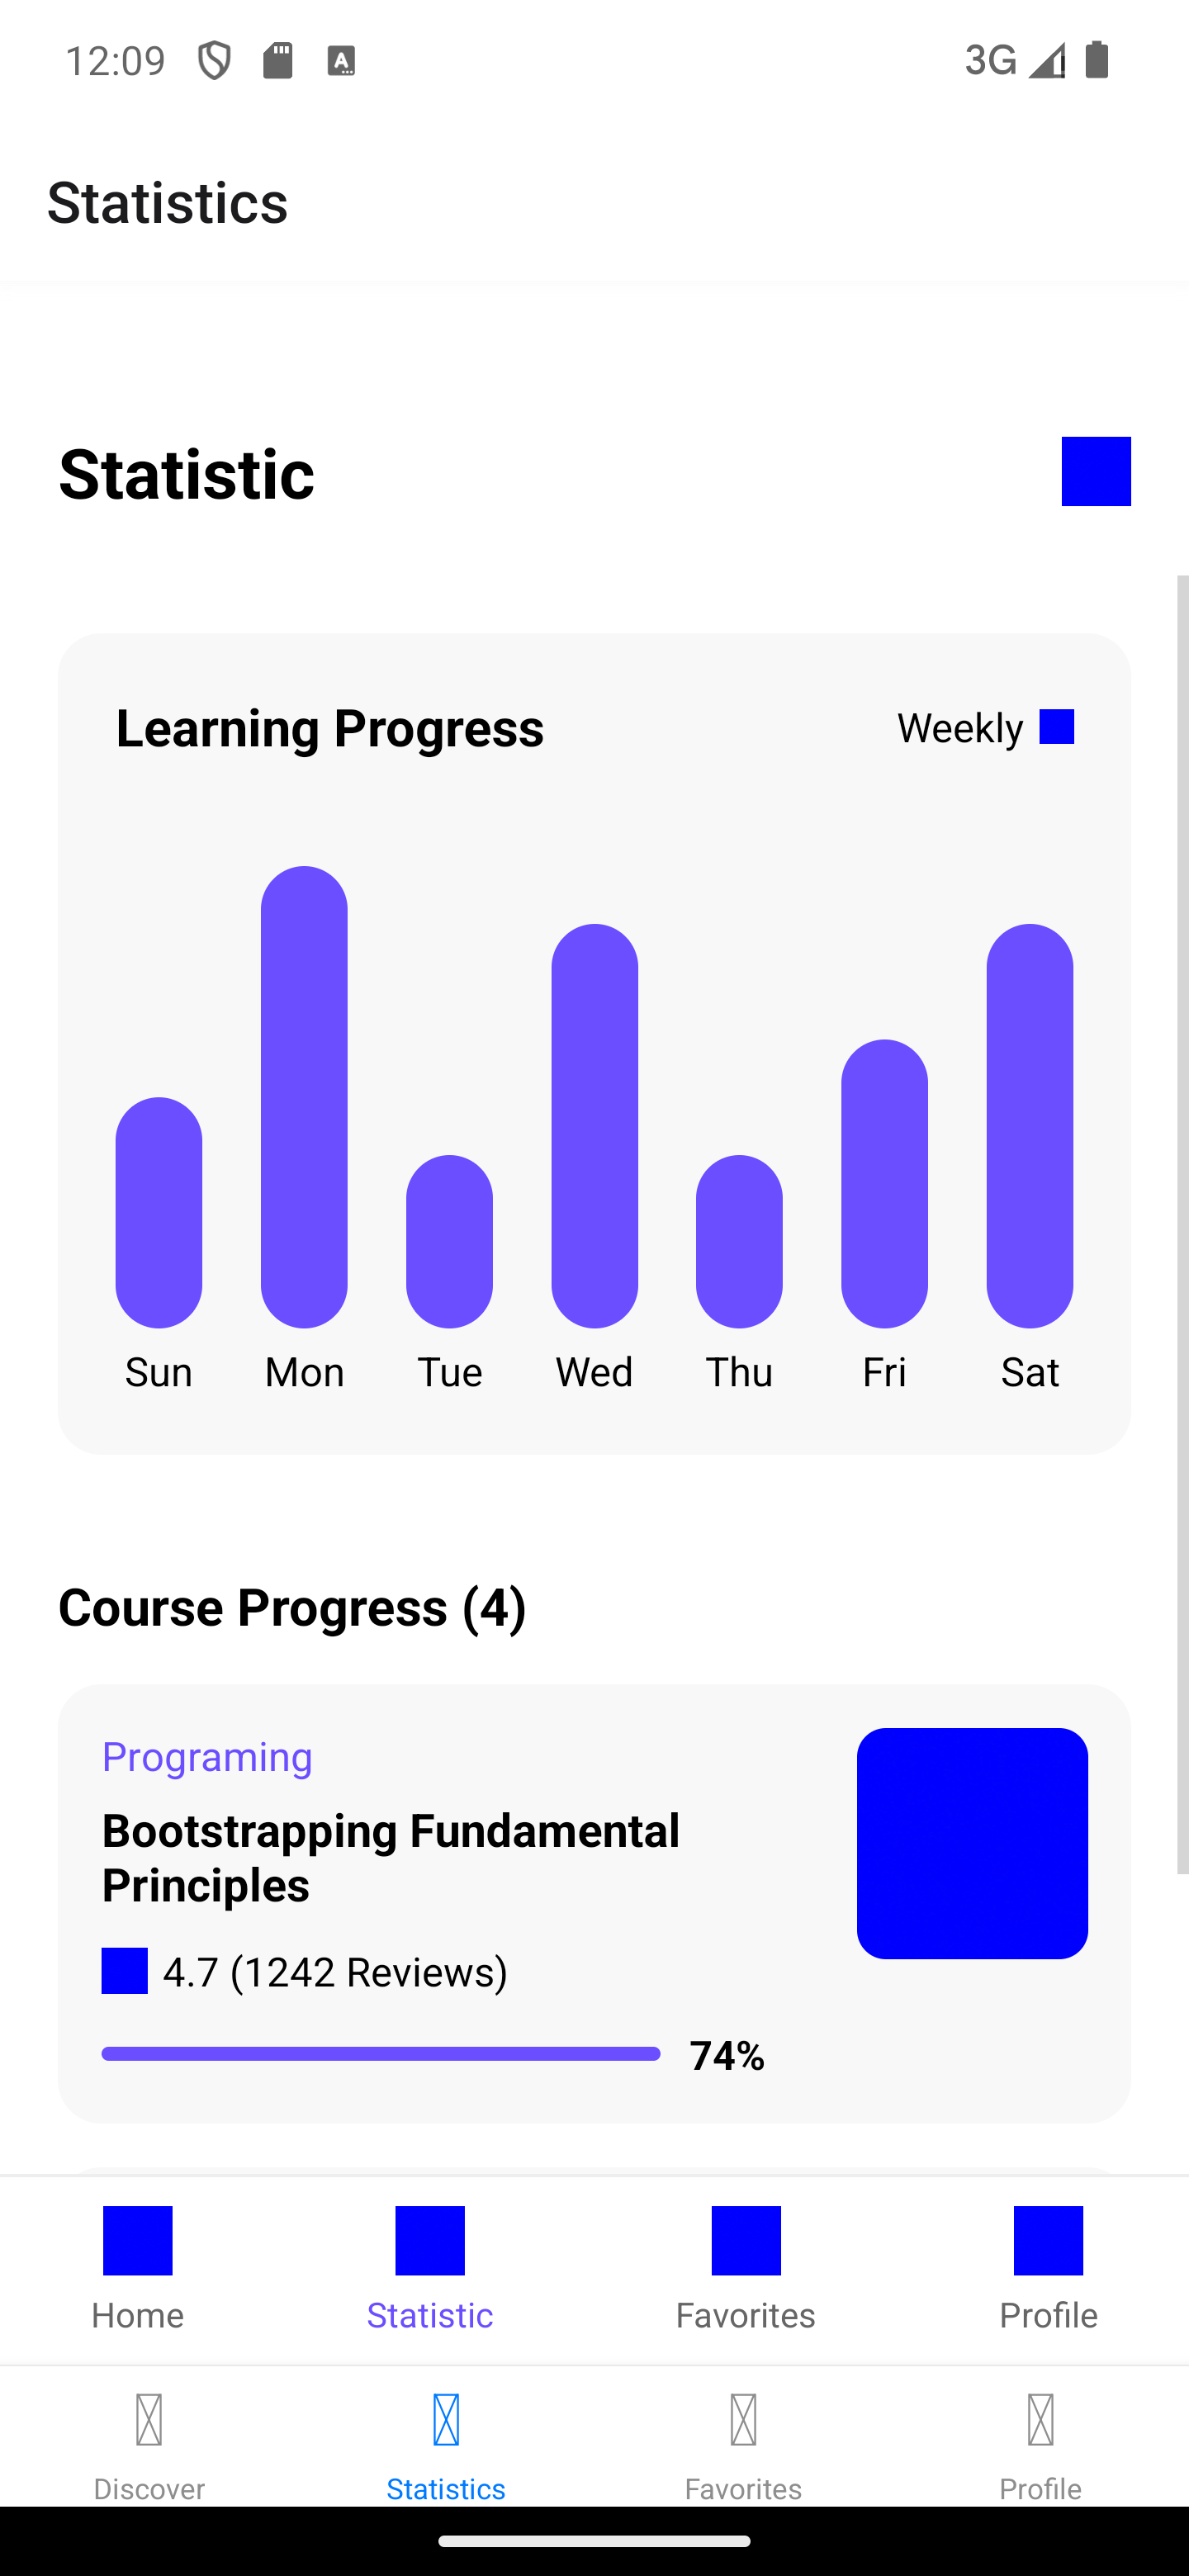 12:09
3G
Statistics
Statistic
Learning Progress
Weekly
Sun Mon Tue Wed Thu Fri Sat
Course Progress (4)
Programing
Bootstrapping Fundamental
Principles
4.7 (1242 Reviews)
74%
Home Statistic Favorites Profile
Discover Statistics Favorites Profile